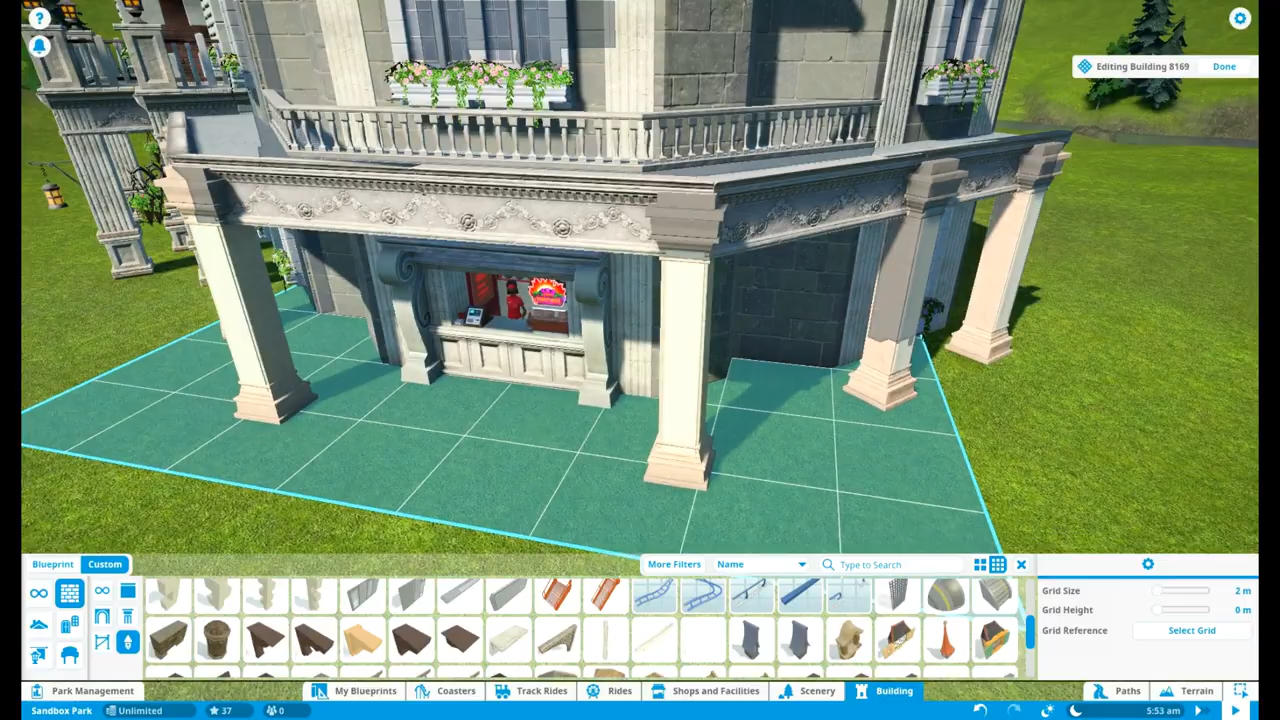 ?
Editing Building 8169 Done
Blueprint Custom More Filters Name Type to Search
Grid Size 2 m
Grid Height 0 m
Grid Reference Select Grid
Park Management My Blueprints Coasters Track Rides Rides Shops and Facilities Scenery Building Paths Terrain
Sandbox Park Unlimited 37 0 5:53 am